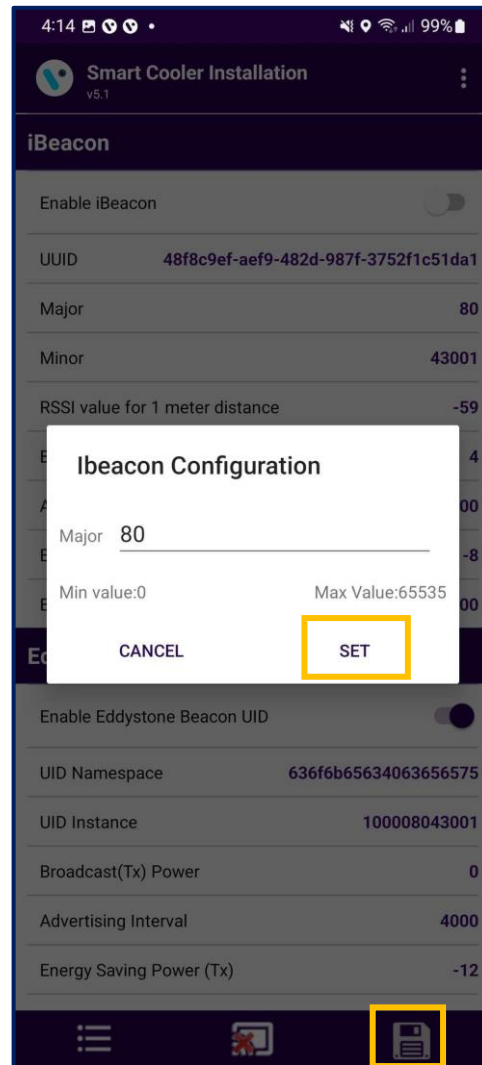 4:14 99%
Smart Cooler Installation
v5.1
iBeacon
Enable iBeacon
UUID 48f8c9ef-aef9-482d-987f-3752f1c51da1
Major 80
Minor 43001
RSSI value for 1 meter distance -59
4
Ibeacon Configuration
00
Major 80
-8
Min value:0 Max Value:65535
00
CANCEL SET
Enable Eddystone Beacon UID
UID Namespace 636f6b65634063656575
UID Instance 100008043001
Broadcast(Tx) Power 0
Advertising Interval 4000
Energy Saving Power (Tx) -12